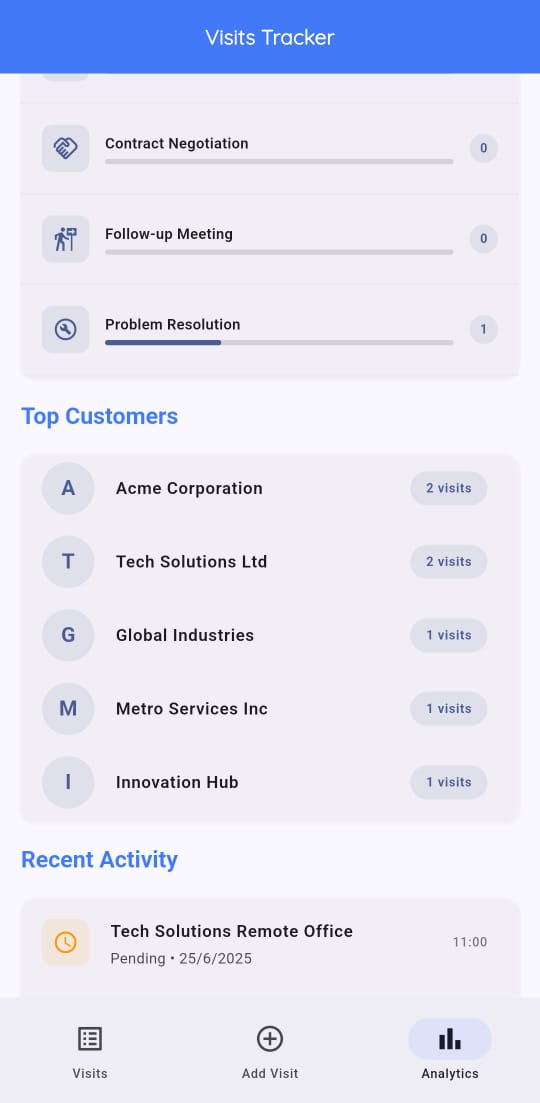 Visits Tracker
Contract Negotiation
0
Follow-up Meeting
0
Problem Resolution
1
Top Customers
A Acme Corporation 2 visits
T Tech Solutions Ltd 2 visits
G Global Industries 1 visits
M Metro Services Inc 1 visits
I Innovation Hub 1 visits
Recent Activity
Tech Solutions Remote Office
Pending • 25/6/2025
11:00
Visits Add Visit Analytics